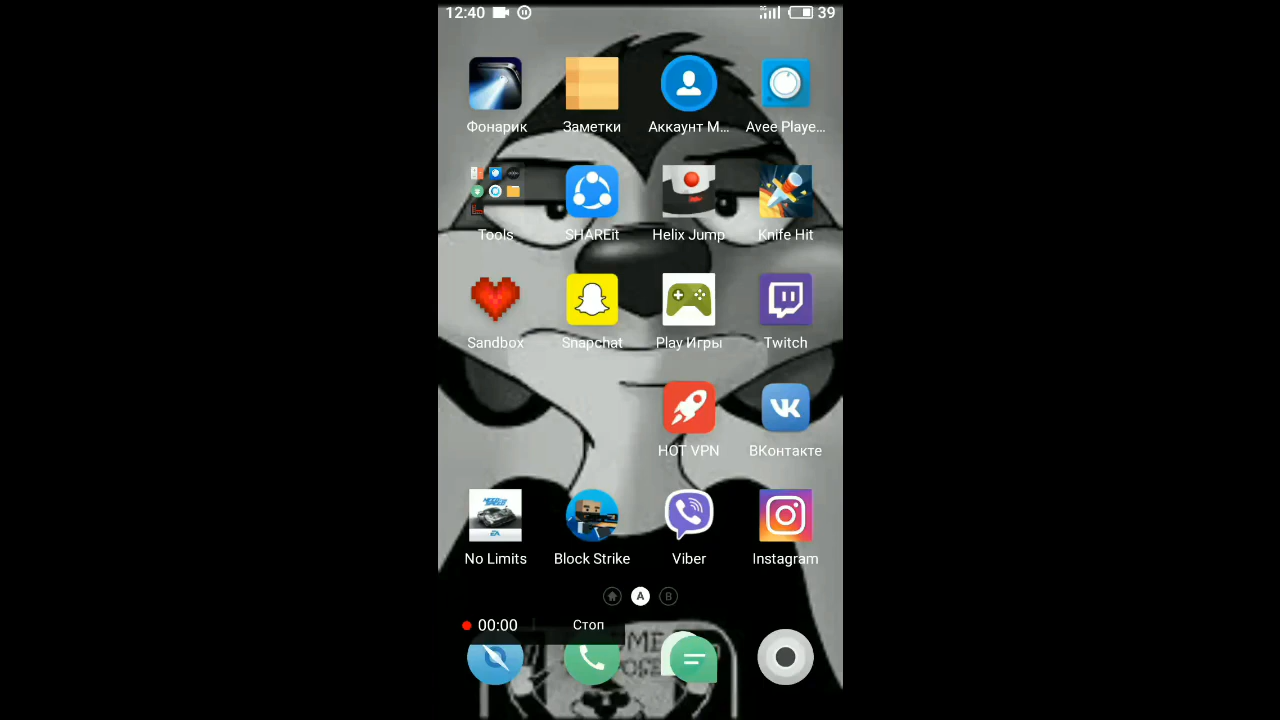 12:40 39
Фонарик Заметки Аккаунт M... Avee Playe...
Tools SHAREit Helix Jump Knife Hit
Sandbox Snapchat Play Игры Twitch
HOT VPN ВКонтакте
No Limits Block Strike Viber Instagram
A B
00:00 Стоп